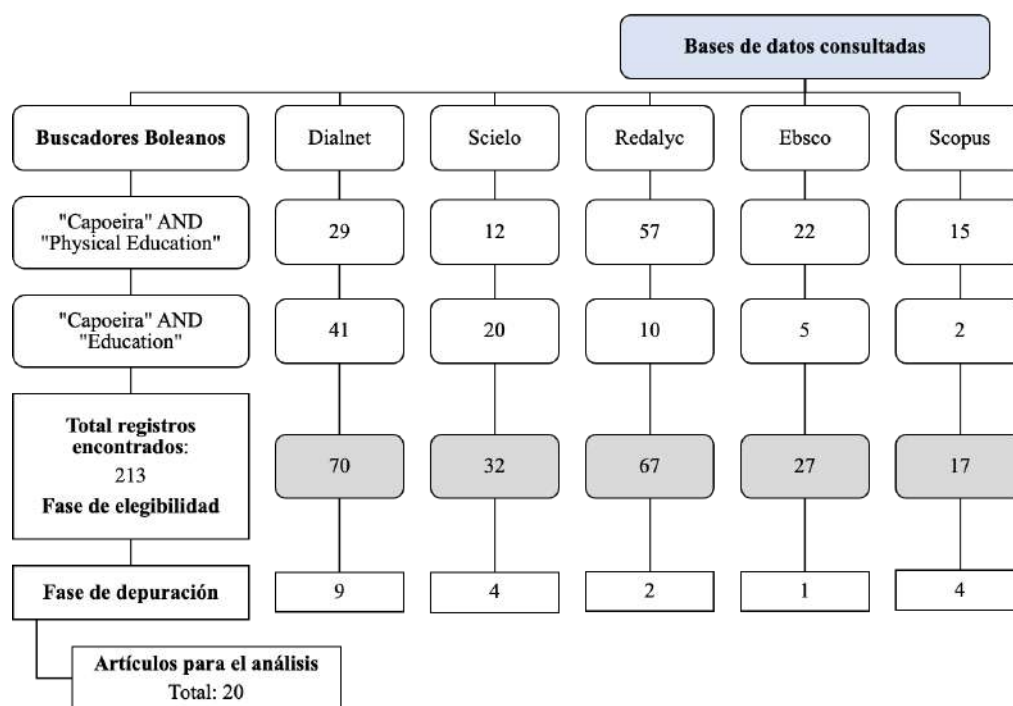 Bases de datos consultadas
Buscadores Boleanos
Dialnet
Scielo
Redalyc
Ebsco
Scopus
"Capoeira" AND
"Physical Education"
29
12
57
22
15
"Capoeira" AND
"Education"
41
20
10
5
2
Total registros
encontrados:
213
Fase de elegibilidad
70
32
67
27
17
Fase de depuración
9
4
2
1
4
Artículos para el análisis
Total: 20